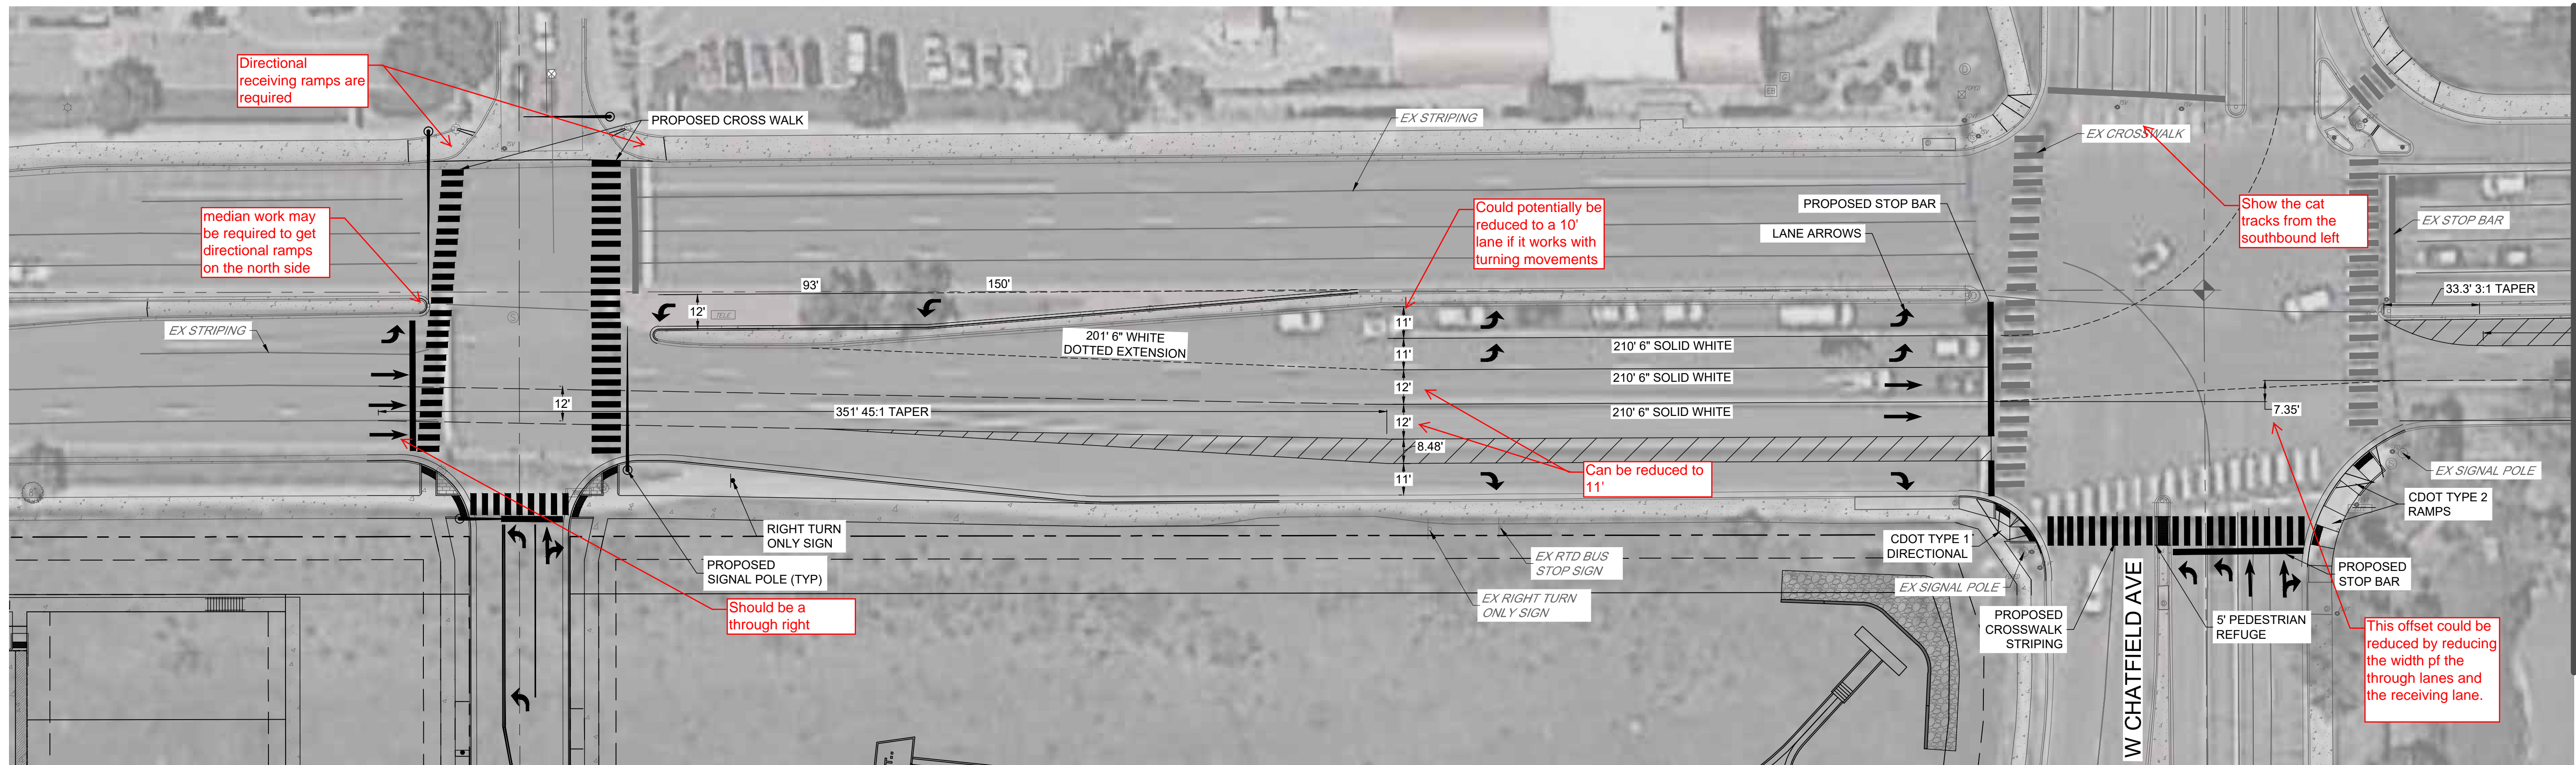 Directional
receiving ramps are
required
PROPOSED CROSS WALK
EX STRIPING
EX CROSSWALK
median work may
be required to get
directional ramps
on the north side
Could potentially be
reduced to a 10'
lane if it works with
turning movements
PROPOSED STOP BAR
LANE ARROWS
Show the cat
tracks from the
southbound left
EX STOP BAR
33.3' 3:1 TAPER
93'
150'
12'
TELE
EX STRIPING
201' 6" WHITE
DOTTED EXTENSION
11'
11'
12'
12'
8.48'
11'
210' 6" SOLID WHITE
210' 6" SOLID WHITE
210' 6" SOLID WHITE
12'
351' 45:1 TAPER
7.35'
Can be reduced to
11'
EX SIGNAL POLE
CDOT TYPE 2
RAMPS
RIGHT TURN
ONLY SIGN
PROPOSED
SIGNAL POLE (TYP)
EX RTD BUS
STOP SIGN
EX RIGHT TURN
ONLY SIGN
CDOT TYPE 1
DIRECTIONAL
EX SIGNAL POLE
PROPOSED
CROSSWALK
STRIPING
W CHATFIELD AVE
5' PEDESTRIAN
REFUGE
PROPOSED
STOP BAR
Should be a
through right
This offset could be
reduced by reducing
the width pf the
through lanes and
the receiving lane.